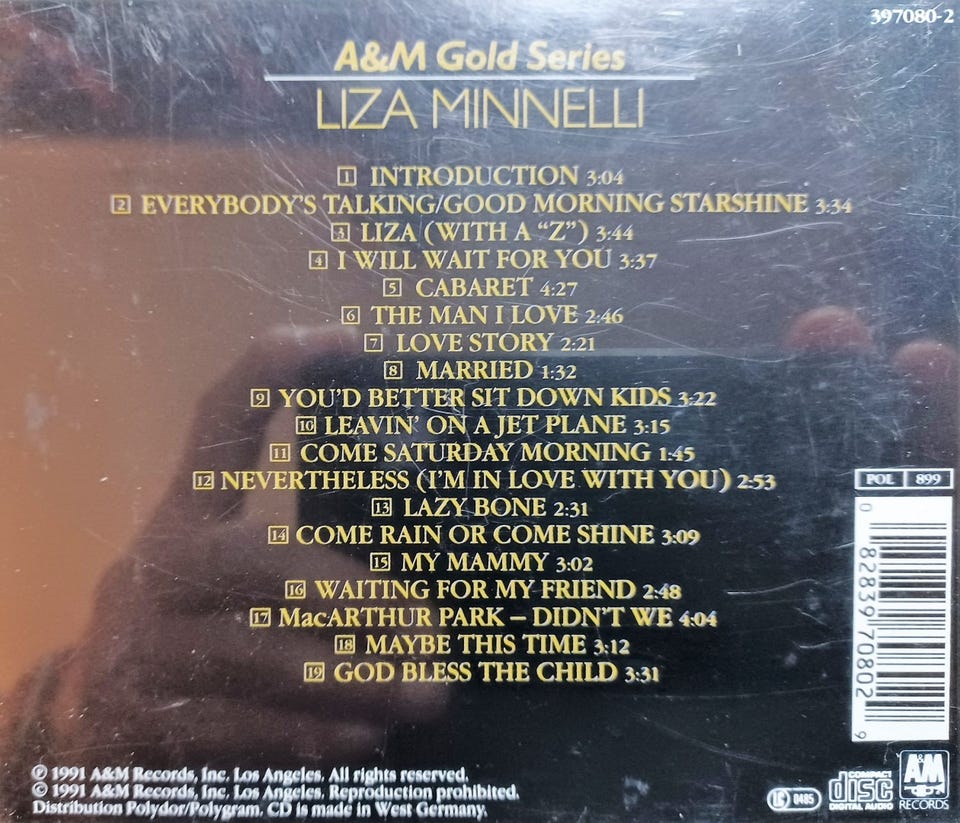 397080-2
A&M Gold Series
LIZA MINNELLI
1 INTRODUCTION 3:04
2 EVERYBODY'S TALKING/GOOD MORNING STARSHINE 3:34
3 LIZA (WITH A “Z”) 3:44
4 I WILL WAIT FOR YOU 3:37
5 CABARET 4:27
6 THE MAN I LOVE 2:46
7 LOVE STORY 2:21
8 MARRIED 1:32
9 YOU'D BETTER SIT DOWN KIDS 3:22
10 LEAVIN' ON A JET PLANE 3:15
11 COME SATURDAY MORNING 1:45
12 NEVERTHELESS (I'M IN LOVE WITH YOU) 2:53
13 LAZY BONE 2:31
14 COME RAIN OR COME SHINE 3:09
15 MY MAMMY 3:02
16 WAITING FOR MY FRIEND 2:48
17 MacARTHUR PARK – DIDN'T WE 4:04
18 MAYBE THIS TIME 3:12
19 GOD BLESS THE CHILD 3:31
POL 899
0 82839 70802 9
℗ 1991 A&M Records, Inc. Los Angeles. All rights reserved.
© 1991 A&M Records, Inc. Los Angeles. Reproduction prohibited.
Distribution Polydor/Polygram. CD is made in West Germany.
LC 0485
COMPACT
disc
DIGITAL AUDIO
A&M
RECORDS